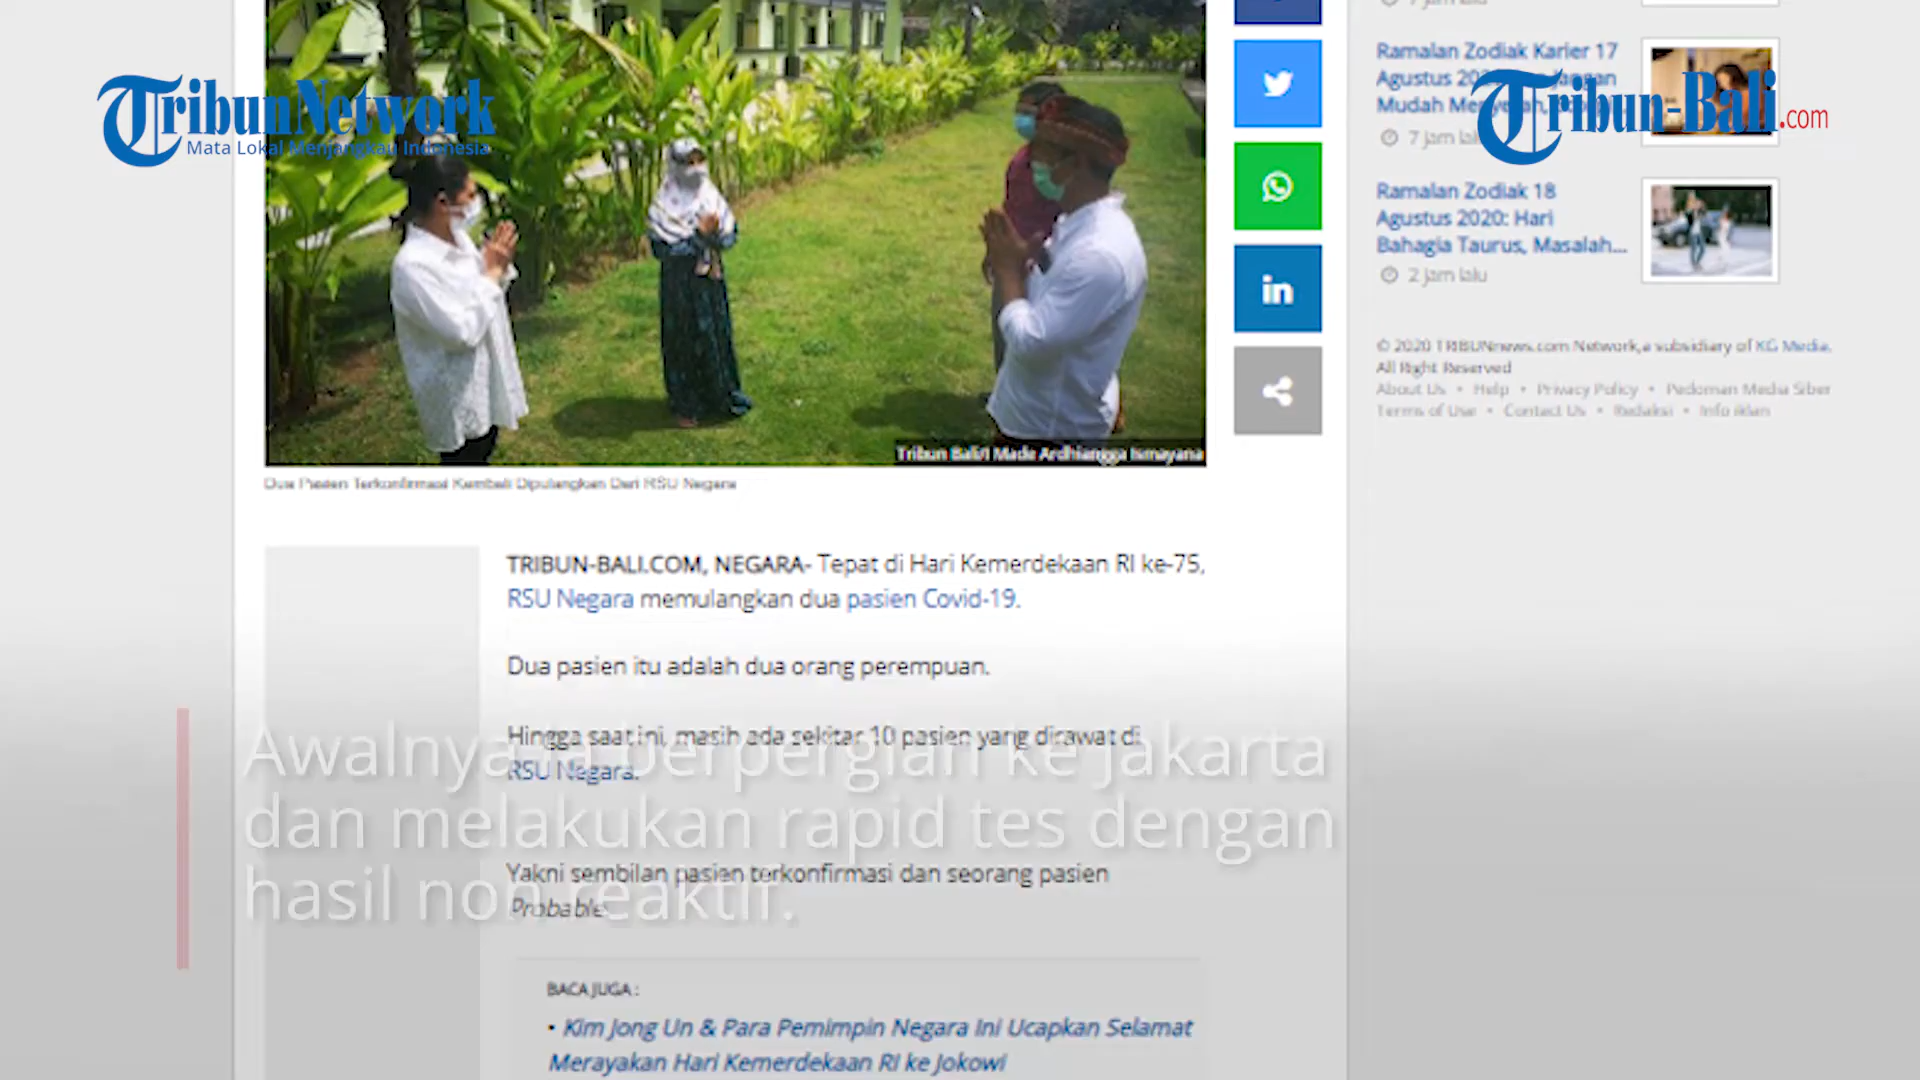 TribunNetwork
Mata Lokal Menjangkau Indonesia
Tribun-Bali.com
7 jam lalu
Ramalan Zodiak Karier 17
Agustus
Mudah
7 jam
Ramalan Zodiak 18
Agustus 2020: Hari
Bahagia Taurus, Masalah...
2 jam lalu
© 2020 TRIBUNnews.com Network,a subsidiary of KG Media.
All Right Reserved
About Us • Help • Privacy Policy • Pedoman Media Siber
Terms of Use • Contact Us • Redaksi • Info iklan
Tribun Bali/I Made Ardhiangga Ismayana
Dua Pasien Terkonfirmasi Kembali Dipulangkan Dari RSU Negara
TRIBUN-BALI.COM, NEGARA- Tepat di Hari Kemerdekaan RI ke-75,
RSU Negara memulangkan dua pasien Covid-19.
Dua pasien itu adalah dua orang perempuan.
Hingga saat ini, masih ada sekitar 10 pasien yang dirawat di
RSU Negara.
Awalnya berpergian ke Jakarta
dan melakukan rapid tes dengan
hasil non reaktif.
Yakni sembilan pasien terkonfirmasi dan seorang pasien
Probable.
BACA JUGA :
• Kim Jong Un & Para Pemimpin Negara Ini Ucapkan Selamat
Merayakan Hari Kemerdekaan RI ke Jokowi